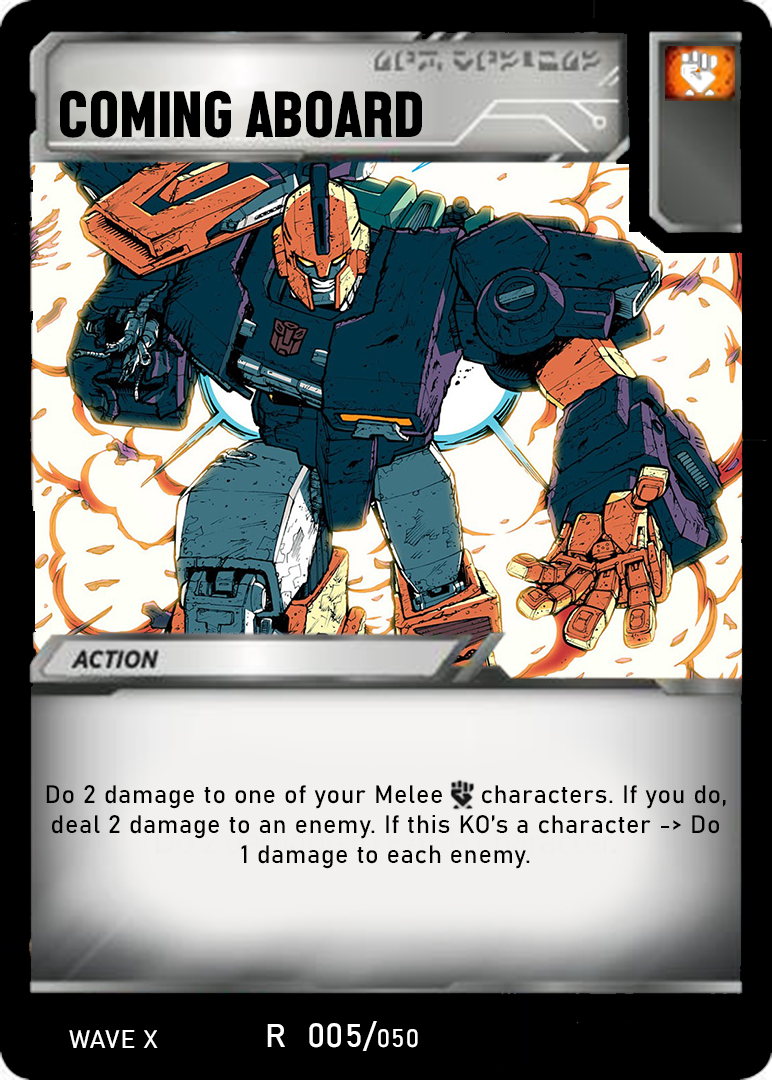 COMING ABOARD
ACTION
Do 2 damage to one of your Melee characters. If you do,
deal 2 damage to an enemy. If this KO's a character -> Do
1 damage to each enemy.
WAVE X R 005/050